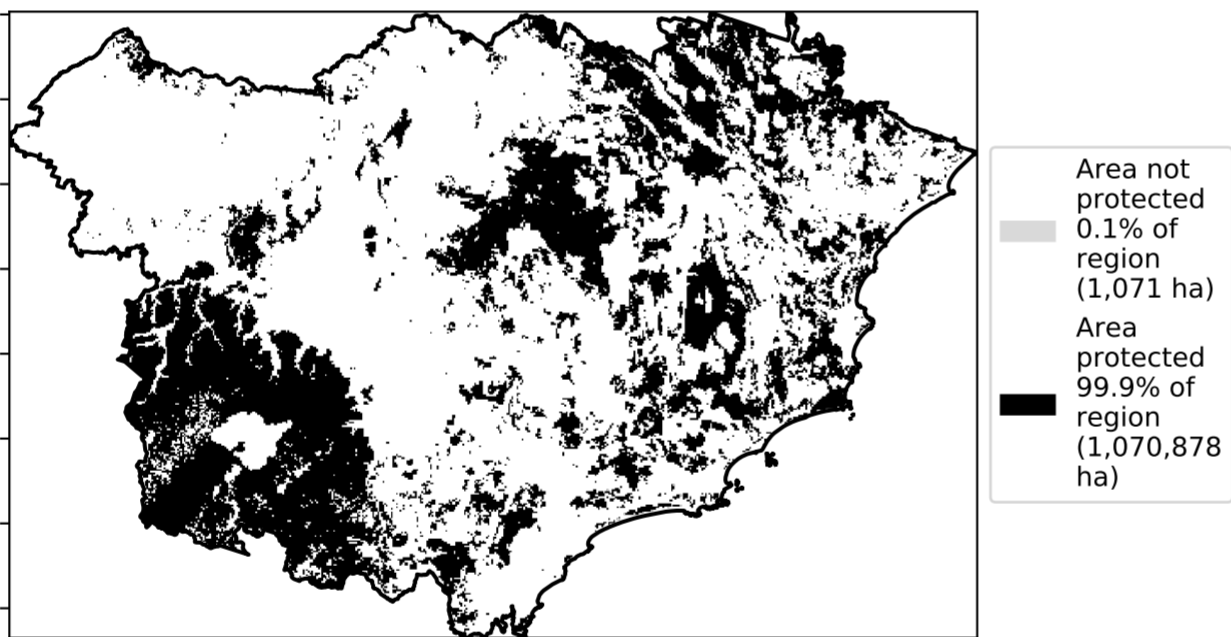 Area not
protected
0.1% of
region
(1,071 ha)
Area
protected
99.9% of
region
(1,070,878
ha)